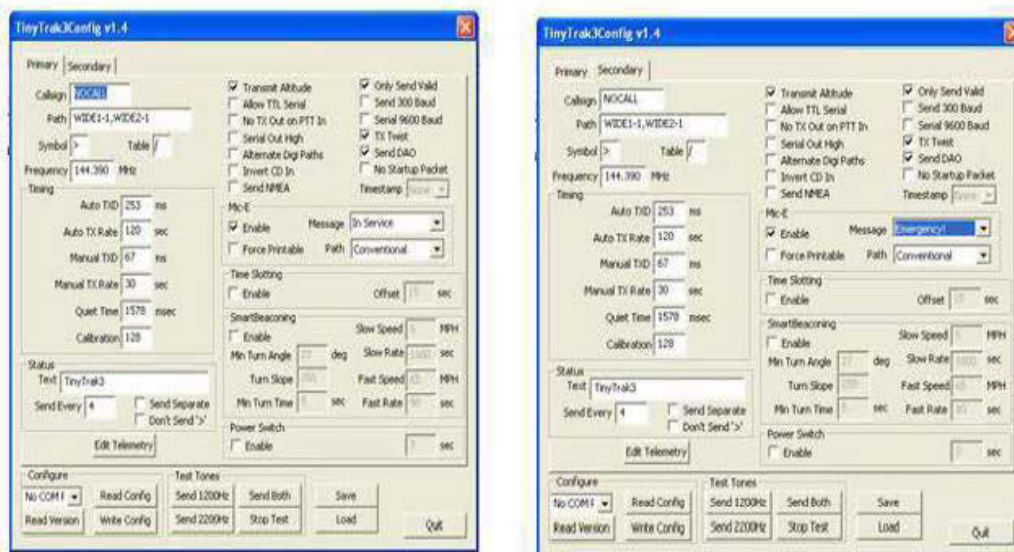 TinyTrak3Config v1.4
Primary Secondary
Callsign NOCALL
Path WIDE1-1,WIDE2-1
Symbol > Table /
Frequency 144.390 MHz
Transmit Altitude
Allow TTL Serial
No TX Out on PTT In
Serial Out High
Alternate Digi Paths
Invert CD In
Send NMEA
Only Send Valid
Send 300 Baud
Serial 9600 Baud
TX Twist
Send DAO
No Startup Packet
Timestamp None
Timing
Auto TXD 253 ms
Auto TX Rate 120 sec
Manual TXD 67 ms
Manual TX Rate 30 sec
Quiet Time 1578 msec
Calibration 128
Mic-E
Enable Message In Service
Force Printable Path Conventional
Time Slotting
Enable Offset sec
SmartBeaconing
Enable Slow Speed MPH
Min Turn Angle deg Slow Rate sec
Turn Slope Fast Speed MPH
Min Turn Time sec Fast Rate sec
Status
Text TinyTrak3
Send Every 4 Send Separate
Don't Send '>'
Edit Telemetry
Power Switch
Enable sec
Configure
No COM Read Config
Read Version Write Config
Test Tones
Send 1200Hz Send Both
Send 2200Hz Stop Test
Save
Load
Quit
TinyTrak3Config v1.4
Primary Secondary
Callsign NOCALL
Path WIDE1-1,WIDE2-1
Symbol > Table /
Frequency 144.390 MHz
Transmit Altitude
Allow TTL Serial
No TX Out on PTT In
Serial Out High
Alternate Digi Paths
Invert CD In
Send NMEA
Only Send Valid
Send 300 Baud
Serial 9600 Baud
TX Twist
Send DAO
No Startup Packet
Timestamp None
Timing
Auto TXD 253 ms
Auto TX Rate 120 sec
Manual TXD 67 ms
Manual TX Rate 30 sec
Quiet Time 1578 msec
Calibration 128
Mic-E
Enable Message Emergency!
Force Printable Path Conventional
Time Slotting
Enable Offset sec
SmartBeaconing
Enable Slow Speed MPH
Min Turn Angle deg Slow Rate sec
Turn Slope Fast Speed MPH
Min Turn Time sec Fast Rate sec
Status
Text TinyTrak3
Send Every 4 Send Separate
Don't Send '>'
Edit Telemetry
Power Switch
Enable sec
Configure
No COM Read Config
Read Version Write Config
Test Tones
Send 1200Hz Send Both
Send 2200Hz Stop Test
Save
Load
Quit